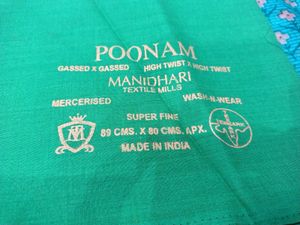 POONAM
GASSED X GASSED HIGH TWIST X HIGH TWIST
MANIDHARI
TEXTILE MILLS
MERCERISED WASH-N-WEAR
SUPER FINE
89 CMS. X 80 CMS. APX.
MADE IN INDIA